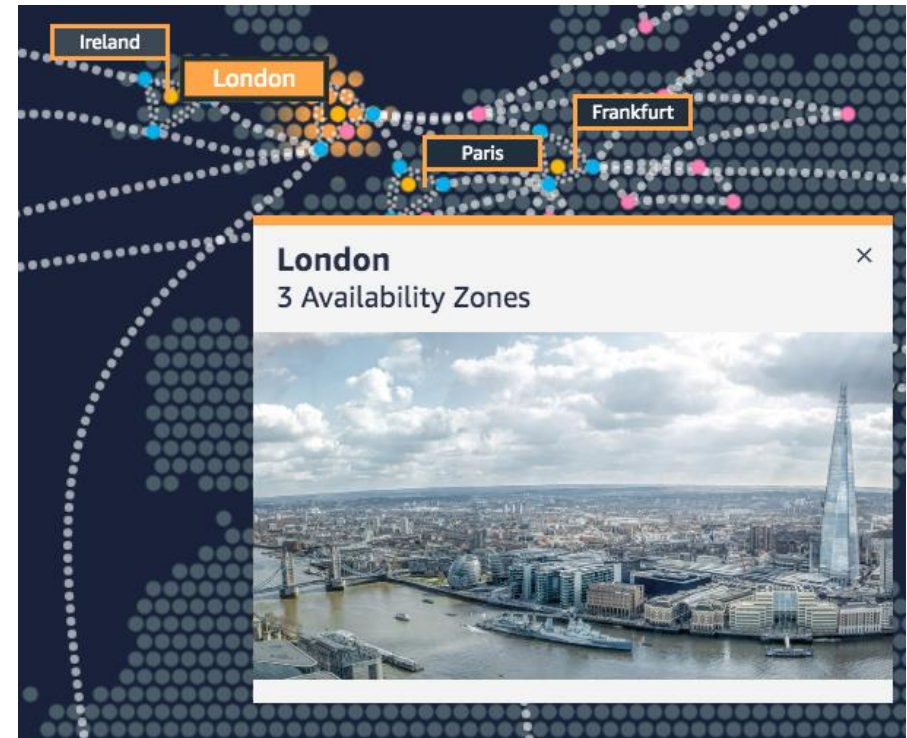 Ireland
London
Frankfurt
Paris
London
3 Availability Zones